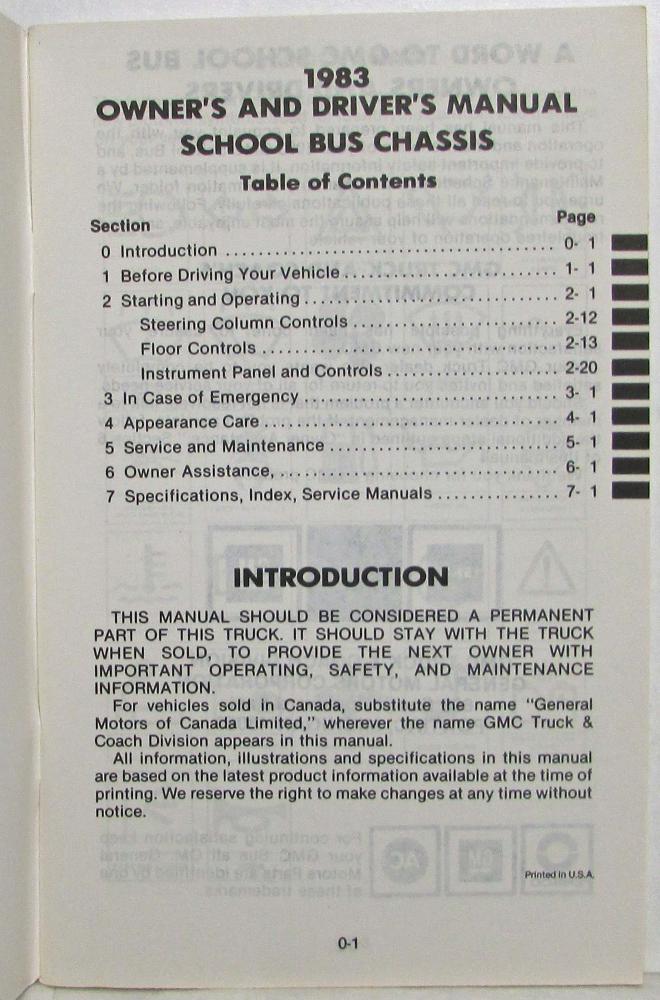 1983
OWNER'S AND DRIVER'S MANUAL
SCHOOL BUS CHASSIS
Table of Contents
Section Page
0 Introduction ........................................ 0- 1
1 Before Driving Your Vehicle ......................... 1- 1
2 Starting and Operating .............................. 2- 1
Steering Column Controls ........................ 2-12
Floor Controls .................................. 2-13
Instrument Panel and Controls ................... 2-20
3 In Case of Emergency .............................. 3- 1
4 Appearance Care ................................... 4- 1
5 Service and Maintenance ........................... 5- 1
6 Owner Assistance, ................................. 6- 1
7 Specifications, Index, Service Manuals ............... 7- 1
INTRODUCTION
THIS MANUAL SHOULD BE CONSIDERED A PERMANENT
PART OF THIS TRUCK. IT SHOULD STAY WITH THE TRUCK
WHEN SOLD, TO PROVIDE THE NEXT OWNER WITH
IMPORTANT OPERATING, SAFETY, AND MAINTENANCE
INFORMATION.
For vehicles sold in Canada, substitute the name "General
Motors of Canada Limited," wherever the name GMC Truck &
Coach Division appears in this manual.
All information, illustrations and specifications in this manual
are based on the latest product information available at the time of
printing. We reserve the right to make changes at any time without
notice.
Printed in U.S.A.
0-1